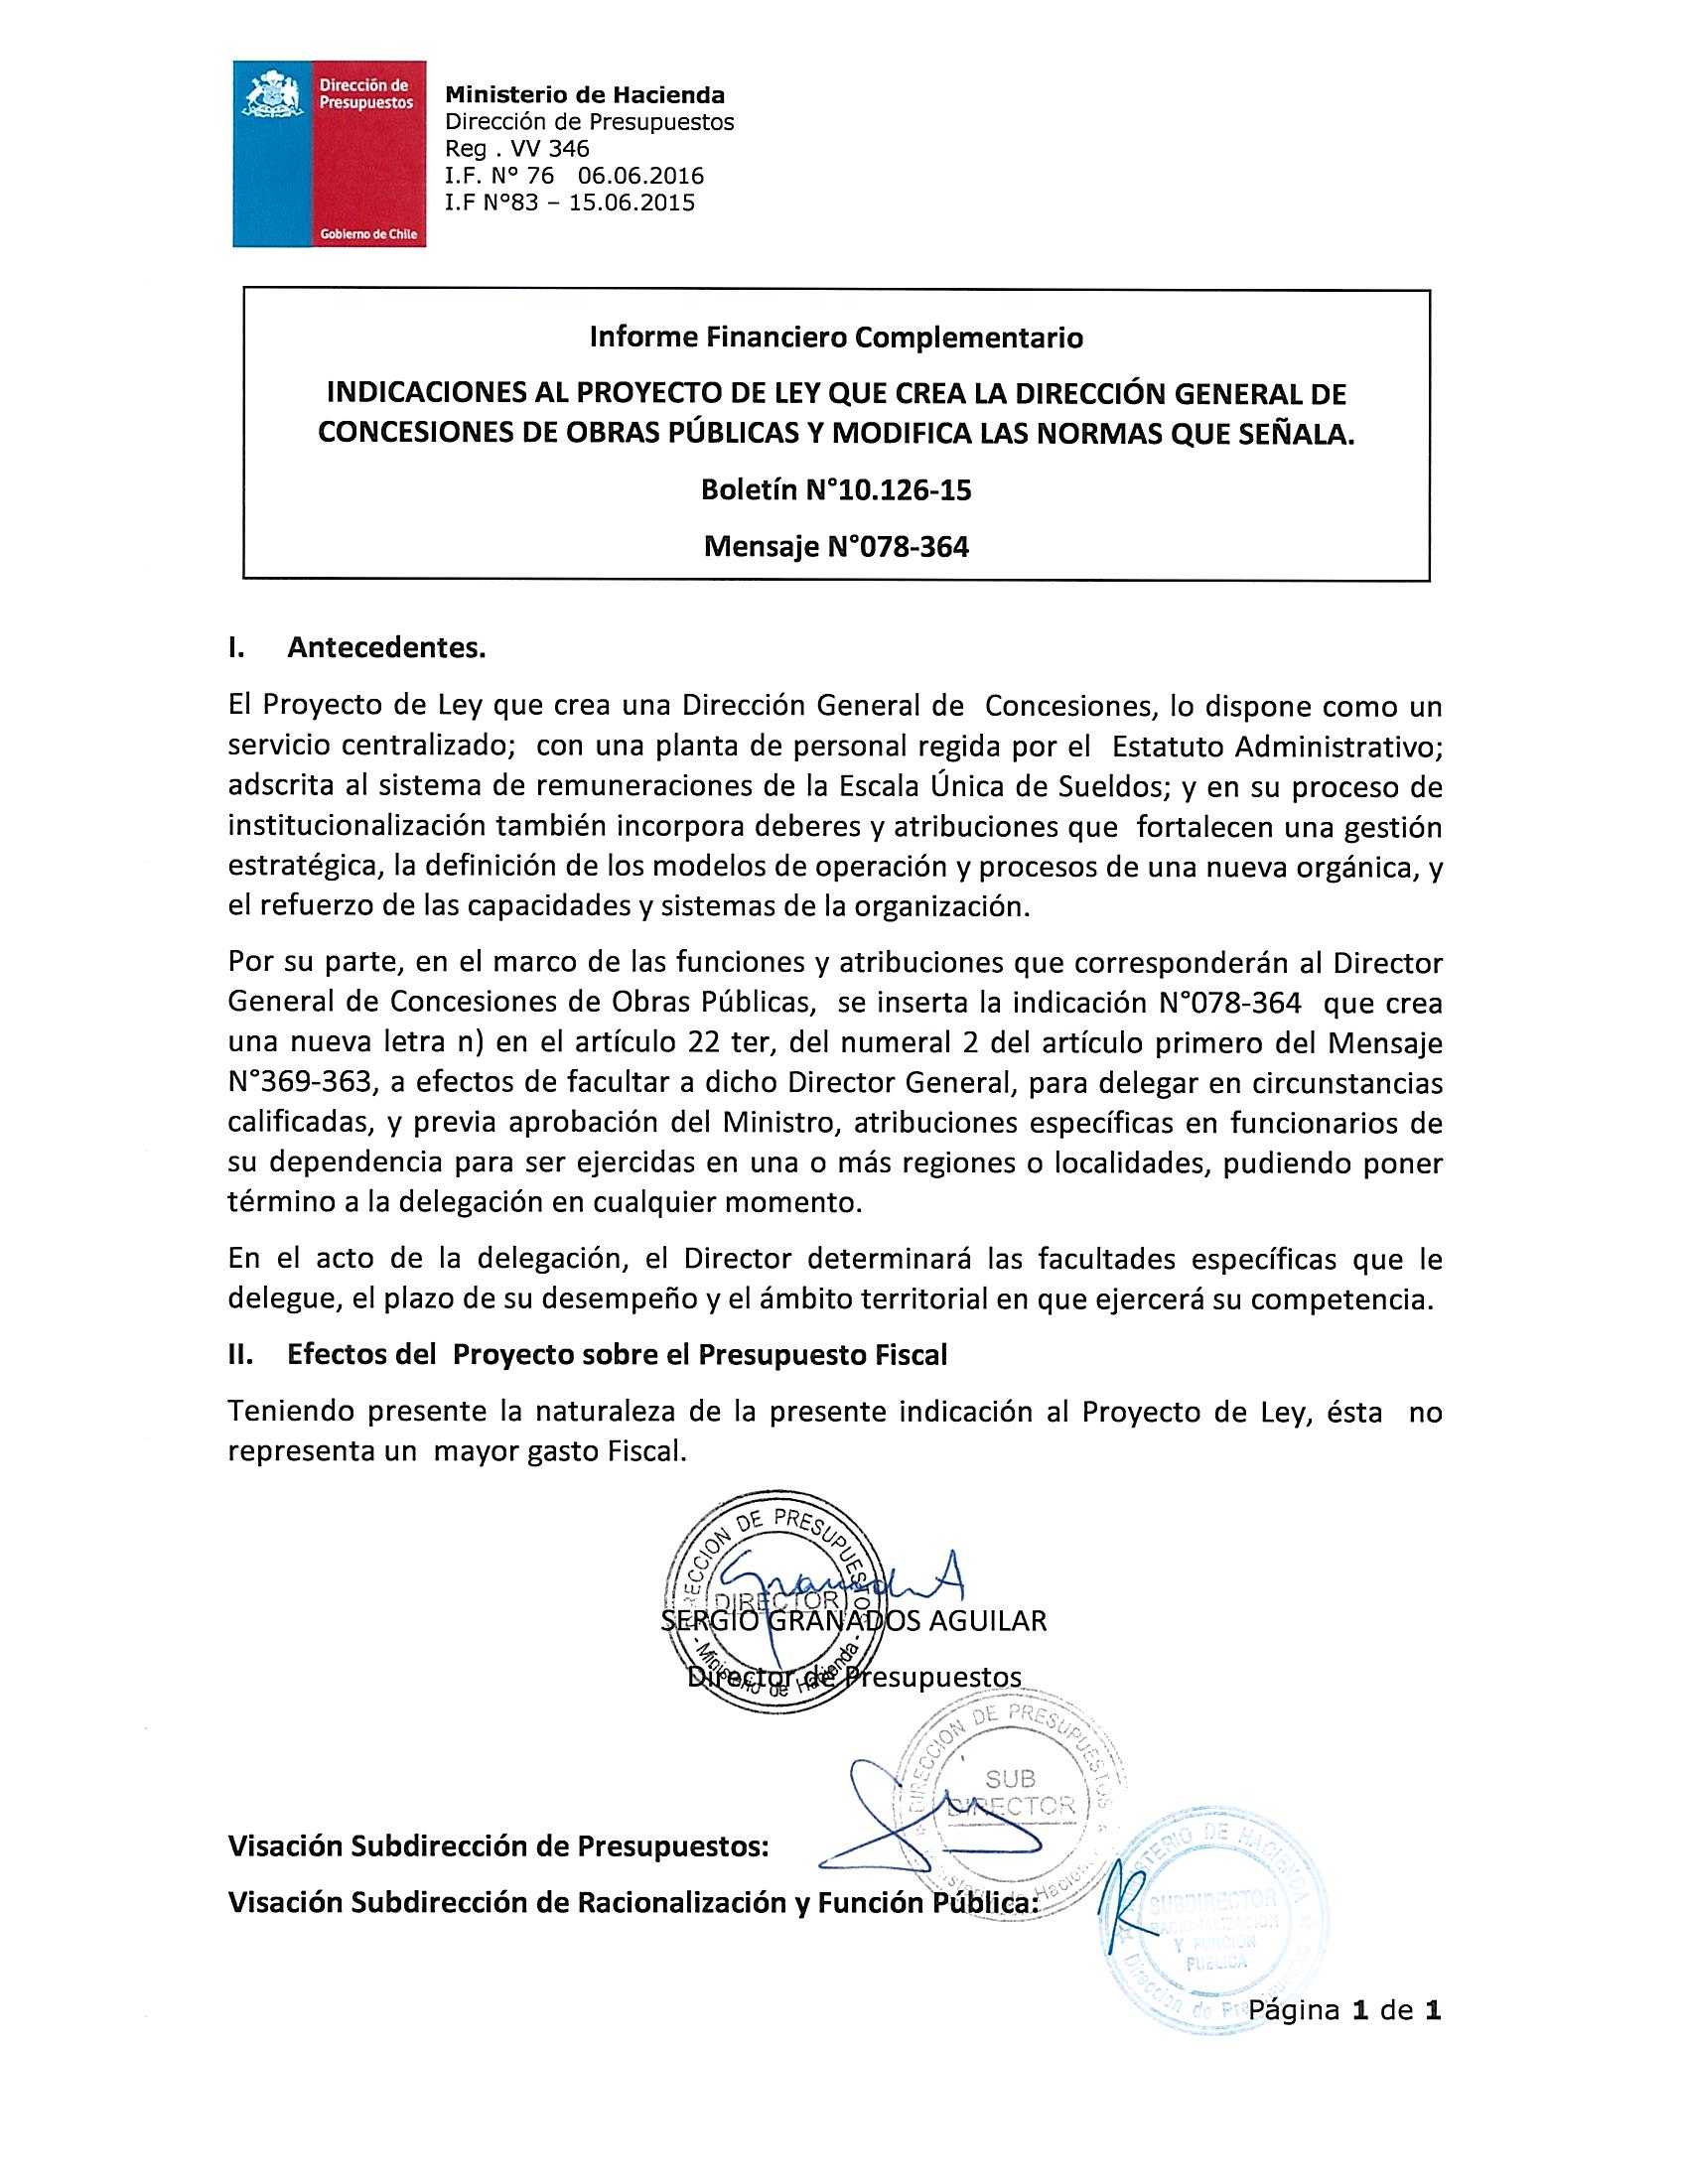 Dirección de
Presupuestos
Gobierno de Chile
Ministerio de Hacienda
Dirección de Presupuestos
Reg . VV 346
I.F. N° 76 06.06.2016
I.F N°83 – 15.06.2015
Informe Financiero Complementario
INDICACIONES AL PROYECTO DE LEY QUE CREA LA DIRECCIÓN GENERAL DE
CONCESIONES DE OBRAS PÚBLICAS Y MODIFICA LAS NORMAS QUE SEÑALA.
Boletín N°10.126-15
Mensaje N°078-364
I. Antecedentes.
El Proyecto de Ley que crea una Dirección General de Concesiones, lo dispone como un
servicio centralizado; con una planta de personal regida por el Estatuto Administrativo;
adscrita al sistema de remuneraciones de la Escala Única de Sueldos; y en su proceso de
institucionalización también incorpora deberes y atribuciones que fortalecen una gestión
estratégica, la definición de los modelos de operación y procesos de una nueva orgánica, y
el refuerzo de las capacidades y sistemas de la organización.
Por su parte, en el marco de las funciones y atribuciones que corresponderán al Director
General de Concesiones de Obras Públicas, se inserta la indicación N°078-364 que crea
una nueva letra n) en el artículo 22 ter, del numeral 2 del artículo primero del Mensaje
N°369-363, a efectos de facultar a dicho Director General, para delegar en circunstancias
calificadas, y previa aprobación del Ministro, atribuciones específicas en funcionarios de
su dependencia para ser ejercidas en una o más regiones o localidades, pudiendo poner
término a la delegación en cualquier momento.
En el acto de la delegación, el Director determinará las facultades específicas que le
delegue, el plazo de su desempeño y el ámbito territorial en que ejercerá su competencia.
II. Efectos del Proyecto sobre el Presupuesto Fiscal
Teniendo presente la naturaleza de la presente indicación al Proyecto de Ley, ésta no
representa un mayor gasto Fiscal.
DIRECCION DE PRESUPUESTOS
DIRECTOR
- Ministerio de Hacienda -
SERGIO GRANADOS AGUILAR
Director de Presupuestos
DIRECCION DE PRESUPUESTOS
SUB
DIRECTOR
Visación Subdirección de Presupuestos:
Visación Subdirección de Racionalización y Función Pública:
MINISTERIO DE HACIENDA
SUBDIRECTOR
RACIONALIZACION
Y FUNCION
PUBLICA
Página 1 de 1